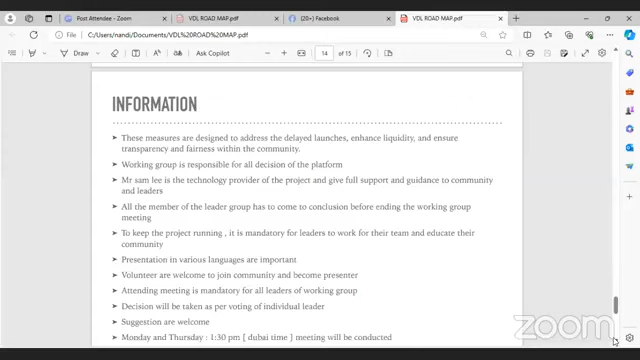 Post Attendee - Zoom
VDL ROAD MAP.pdf
(20+) Facebook
VDL ROAD MAP.pdf
File
C:/Users/nandi/Documents/VDL%20ROAD%20MAP.pdf
Ask Copilot
14 of 15
INFORMATION
These measures are designed to address the delayed launches, enhance liquidity, and ensure
transparency and fairness within the community.
Working group is responsible for all decision of the platform
Mr sam lee is the technology provider of the project and give full support and guidance to community
and leaders
All the member of the leader group has to come to conclusion before ending the working group
meeting
To keep the project running , it is mandatory for leaders to work for their team and educate their
community
Presentation in various languages are important
Volunteer are welcome to join community and become presenter
Attending meeting is mandatory for all leaders of working group
Decision will be taken as per voting of individual leader
Suggestion are welcome
Monday and Thursday : 1:30 pm [ dubai time ] meeting will be conducted
zoom